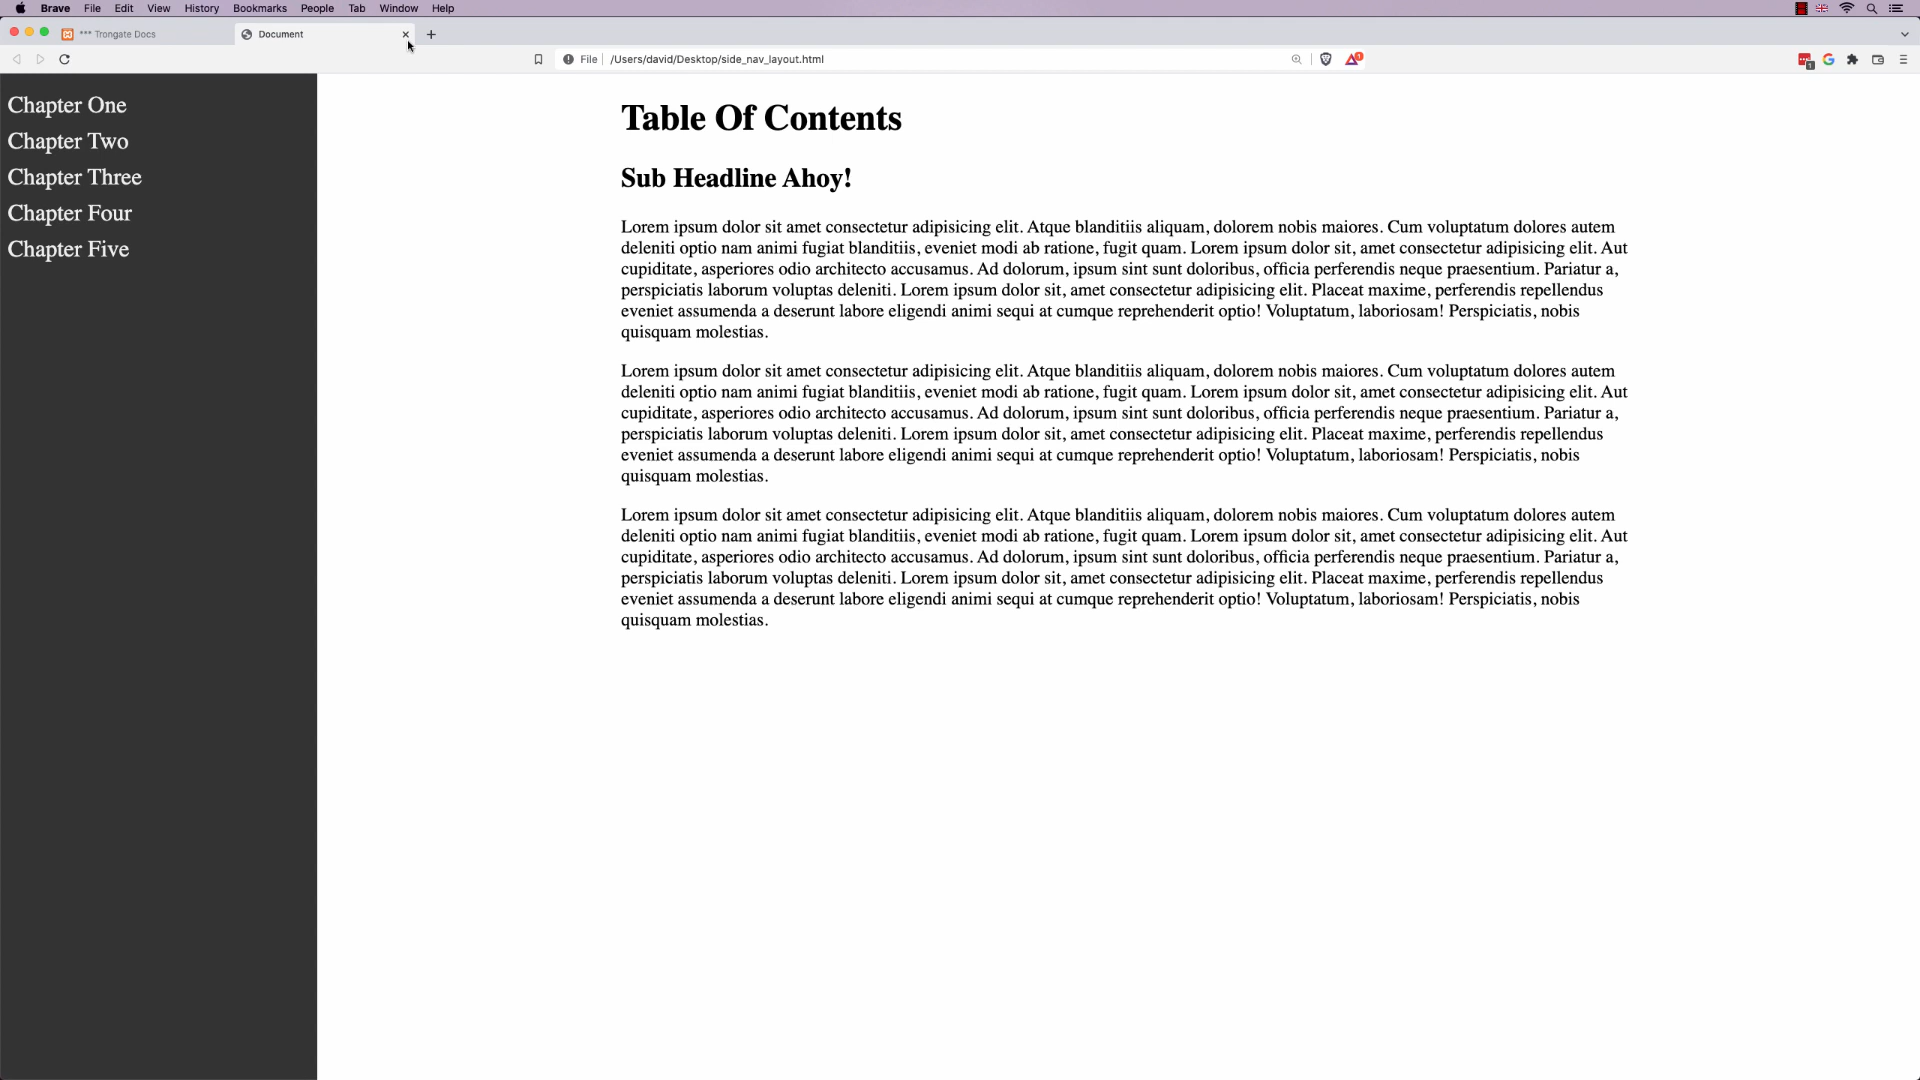 Brave File Edit View History Bookmarks People Tab Window Help
*** Trongate Docs
Document
File /Users/david/Desktop/side_nav_layout.html
1
1
Chapter One
Chapter Two
Chapter Three
Chapter Four
Chapter Five
Table Of Contents
Sub Headline Ahoy!
Lorem ipsum dolor sit amet consectetur adipisicing elit. Atque blanditiis aliquam, dolorem nobis maiores. Cum voluptatum dolores autem
deleniti optio nam animi fugiat blanditiis, eveniet modi ab ratione, fugit quam. Lorem ipsum dolor sit, amet consectetur adipisicing elit. Aut
cupiditate, asperiores odio architecto accusamus. Ad dolorum, ipsum sint sunt doloribus, officia perferendis neque praesentium. Pariatur a,
perspiciatis laborum voluptas deleniti. Lorem ipsum dolor sit, amet consectetur adipisicing elit. Placeat maxime, perferendis repellendus
eveniet assumenda a deserunt labore eligendi animi sequi at cumque reprehenderit optio! Voluptatum, laboriosam! Perspiciatis, nobis
quisquam molestias.
Lorem ipsum dolor sit amet consectetur adipisicing elit. Atque blanditiis aliquam, dolorem nobis maiores. Cum voluptatum dolores autem
deleniti optio nam animi fugiat blanditiis, eveniet modi ab ratione, fugit quam. Lorem ipsum dolor sit, amet consectetur adipisicing elit. Aut
cupiditate, asperiores odio architecto accusamus. Ad dolorum, ipsum sint sunt doloribus, officia perferendis neque praesentium. Pariatur a,
perspiciatis laborum voluptas deleniti. Lorem ipsum dolor sit, amet consectetur adipisicing elit. Placeat maxime, perferendis repellendus
eveniet assumenda a deserunt labore eligendi animi sequi at cumque reprehenderit optio! Voluptatum, laboriosam! Perspiciatis, nobis
quisquam molestias.
Lorem ipsum dolor sit amet consectetur adipisicing elit. Atque blanditiis aliquam, dolorem nobis maiores. Cum voluptatum dolores autem
deleniti optio nam animi fugiat blanditiis, eveniet modi ab ratione, fugit quam. Lorem ipsum dolor sit, amet consectetur adipisicing elit. Aut
cupiditate, asperiores odio architecto accusamus. Ad dolorum, ipsum sint sunt doloribus, officia perferendis neque praesentium. Pariatur a,
perspiciatis laborum voluptas deleniti. Lorem ipsum dolor sit, amet consectetur adipisicing elit. Placeat maxime, perferendis repellendus
eveniet assumenda a deserunt labore eligendi animi sequi at cumque reprehenderit optio! Voluptatum, laboriosam! Perspiciatis, nobis
quisquam molestias.